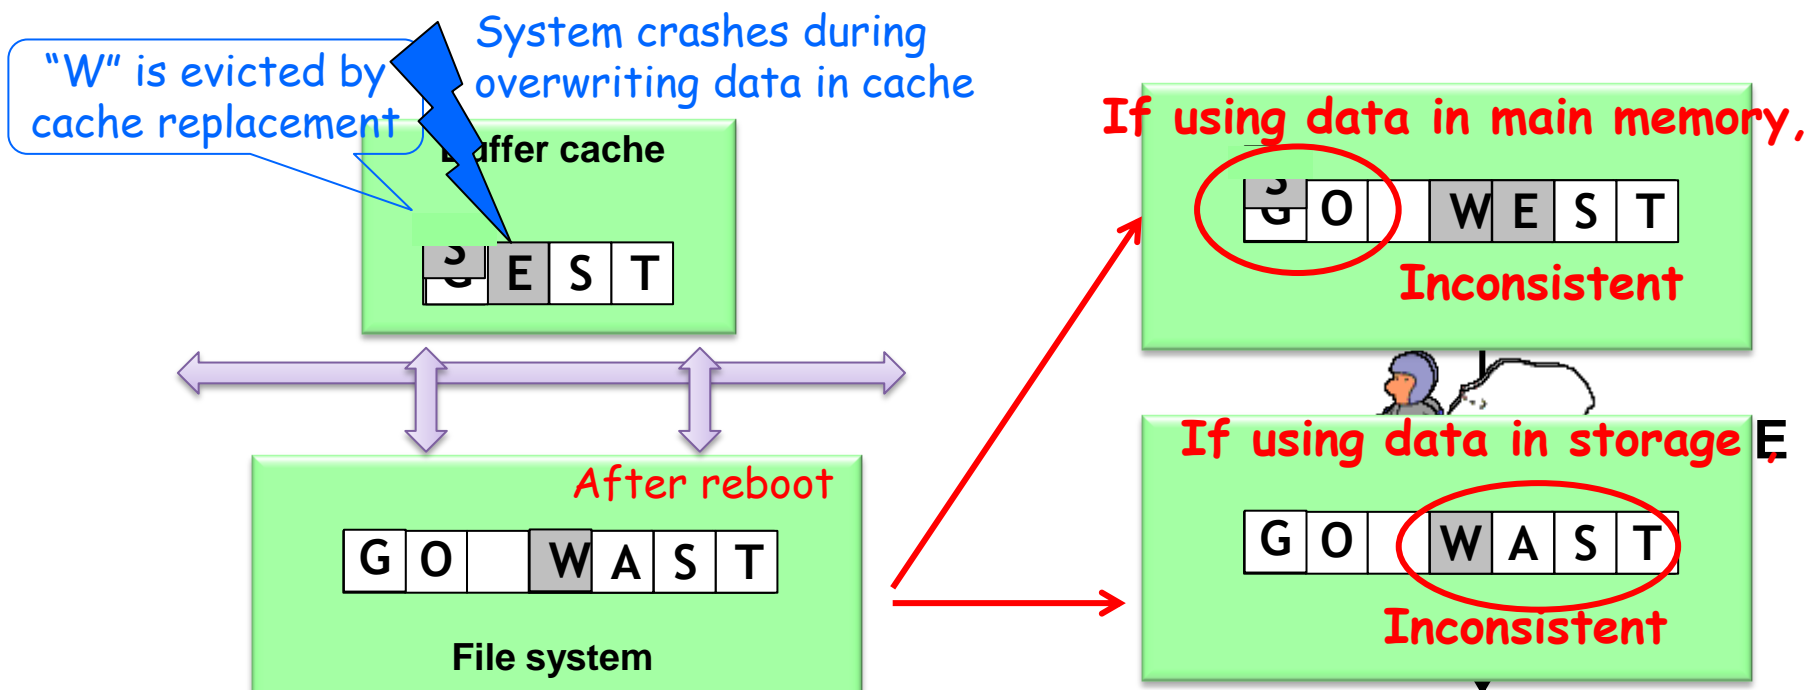 “W” is evicted by
cache replacement
System crashes during
overwriting data in cache
Buffer cache
S
G E S T
After reboot
G O W A S T
File system
If using data in main memory,
S
G O W E S T
Inconsistent
If using data in storage,
E
G O W A S T
Inconsistent